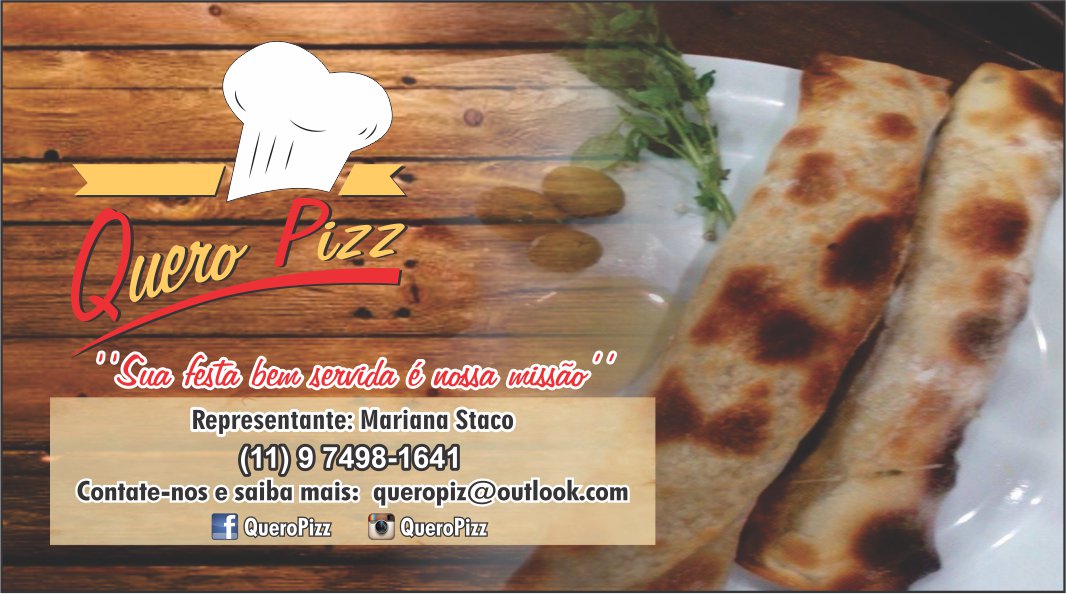 Quero Pizz
''Sua festa bem servida é nossa missão''
Representante: Mariana Staco
(11) 9 7498-1641
Contate-nos e saiba mais: queropiz@outlook.com
QueroPizz QueroPizz